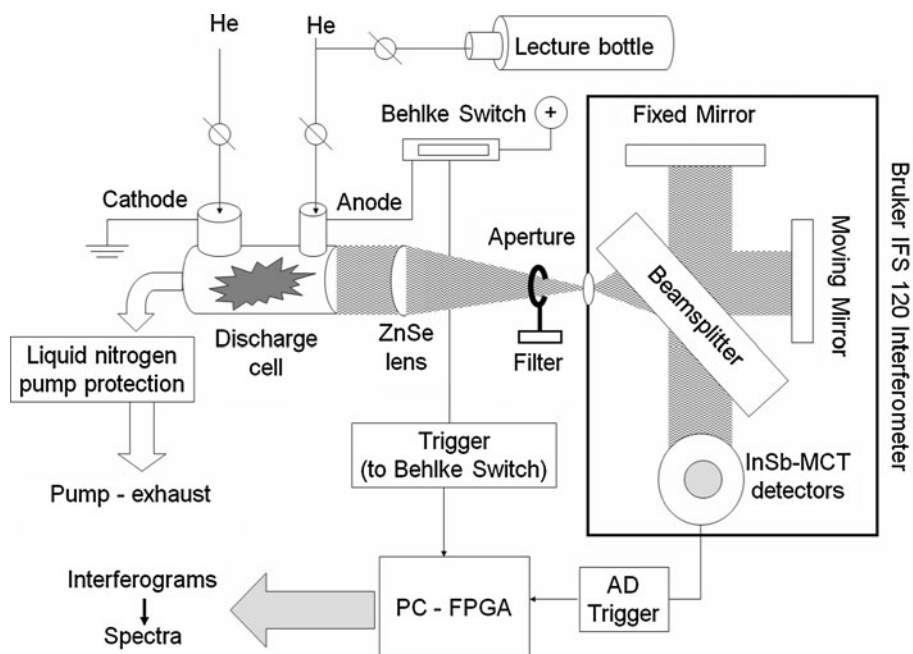 He
He
Lecture bottle
Behlke Switch
+
Fixed Mirror
Cathode
Anode
Aperture
Moving Mirror
Bruker IFS 120 Interferometer
Beamsplitter
Discharge
cell
ZnSe
lens
Filter
Liquid nitrogen
pump protection
Trigger
(to Behlke Switch)
InSb-MCT
detectors
Pump - exhaust
Interferograms
Spectra
PC - FPGA
AD
Trigger